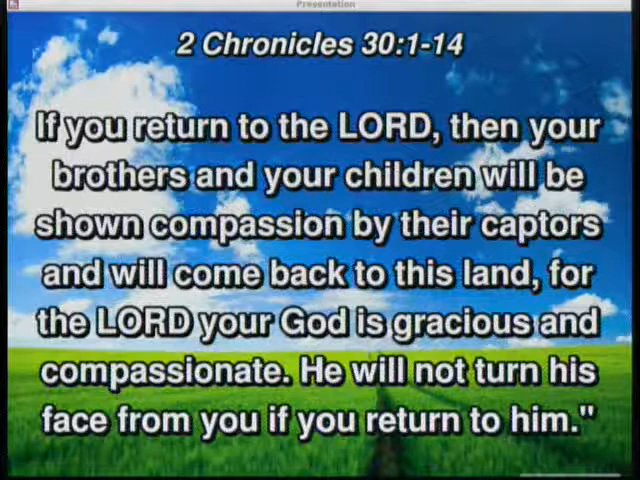 Presentation
2 Chronicles 30:1-14
If you return to the LORD, then your
brothers and your children will be
shown compassion by their captors
and will come back to this land, for
the LORD your God is gracious and
compassionate. He will not turn his
face from you if you return to him."